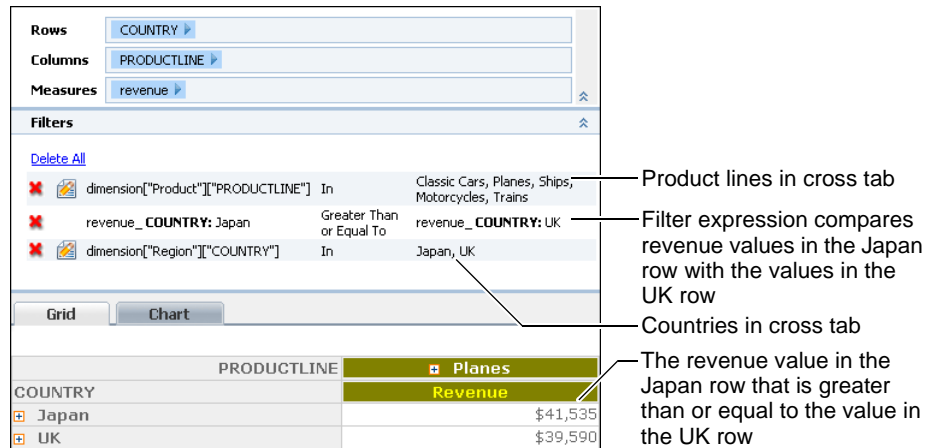 Rows COUNTRY
Columns PRODUCTLINE
Measures revenue
Filters
Delete All
dimension["Product"]["PRODUCTLINE"] In Classic Cars, Planes, Ships, Motorcycles, Trains
revenue_COUNTRY: Japan Greater Than or Equal To revenue_COUNTRY: UK
dimension["Region"]["COUNTRY"] In Japan, UK
Grid Chart
PRODUCTLINE Planes
COUNTRY Revenue
Japan $41,535
UK $39,590
Product lines in cross tab
Filter expression compares
revenue values in the Japan
row with the values in the
UK row
Countries in cross tab
The revenue value in the
Japan row that is greater
than or equal to the value in
the UK row